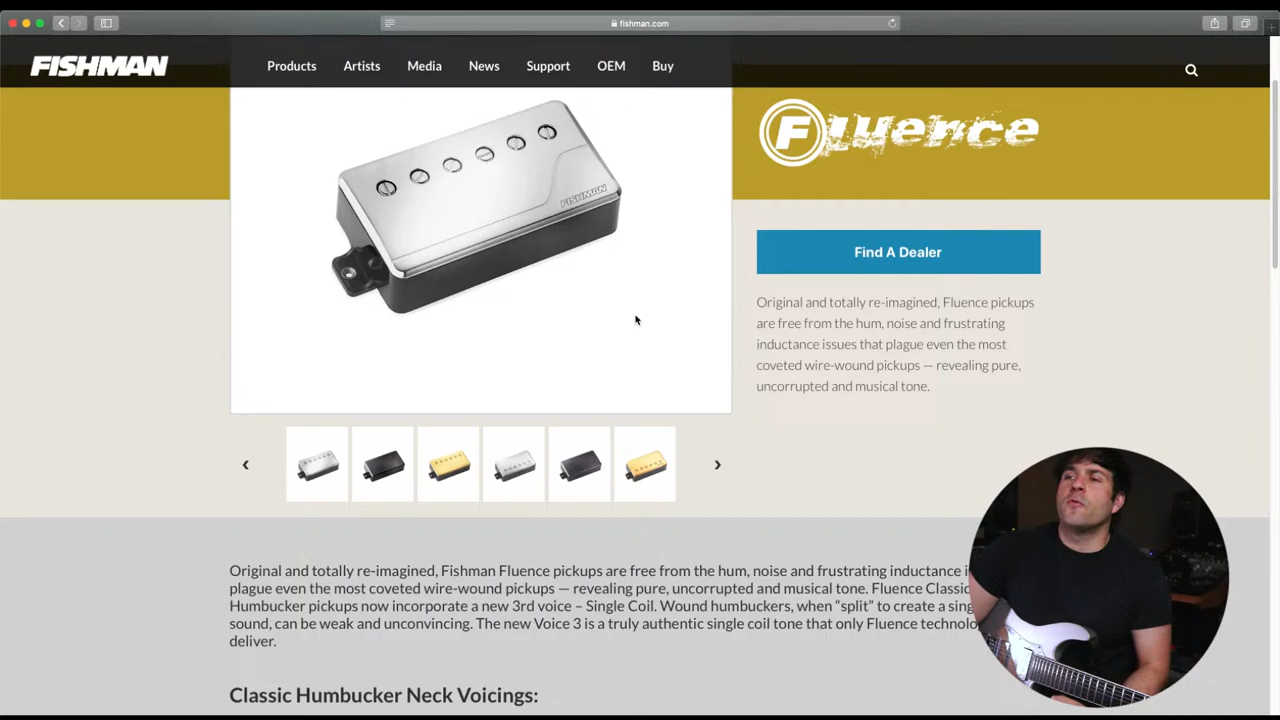 fishman.com
FISHMAN
Products Artists Media News Support OEM Buy
Fluence
FISHMAN
Find A Dealer
Original and totally re-imagined, Fluence pickups
are free from the hum, noise and frustrating
inductance issues that plague even the most
coveted wire-wound pickups — revealing pure,
uncorrupted and musical tone.
Original and totally re-imagined, Fishman Fluence pickups are free from the hum, noise and frustrating inductance
plague even the most coveted wire-wound pickups — revealing pure, uncorrupted and musical tone. Fluence Classic
Humbucker pickups now incorporate a new 3rd voice – Single Coil. Wound humbuckers, when “split” to create a
sound, can be weak and unconvincing. The new Voice 3 is a truly authentic single coil tone that only Fluence
deliver.
Classic Humbucker Neck Voicings: